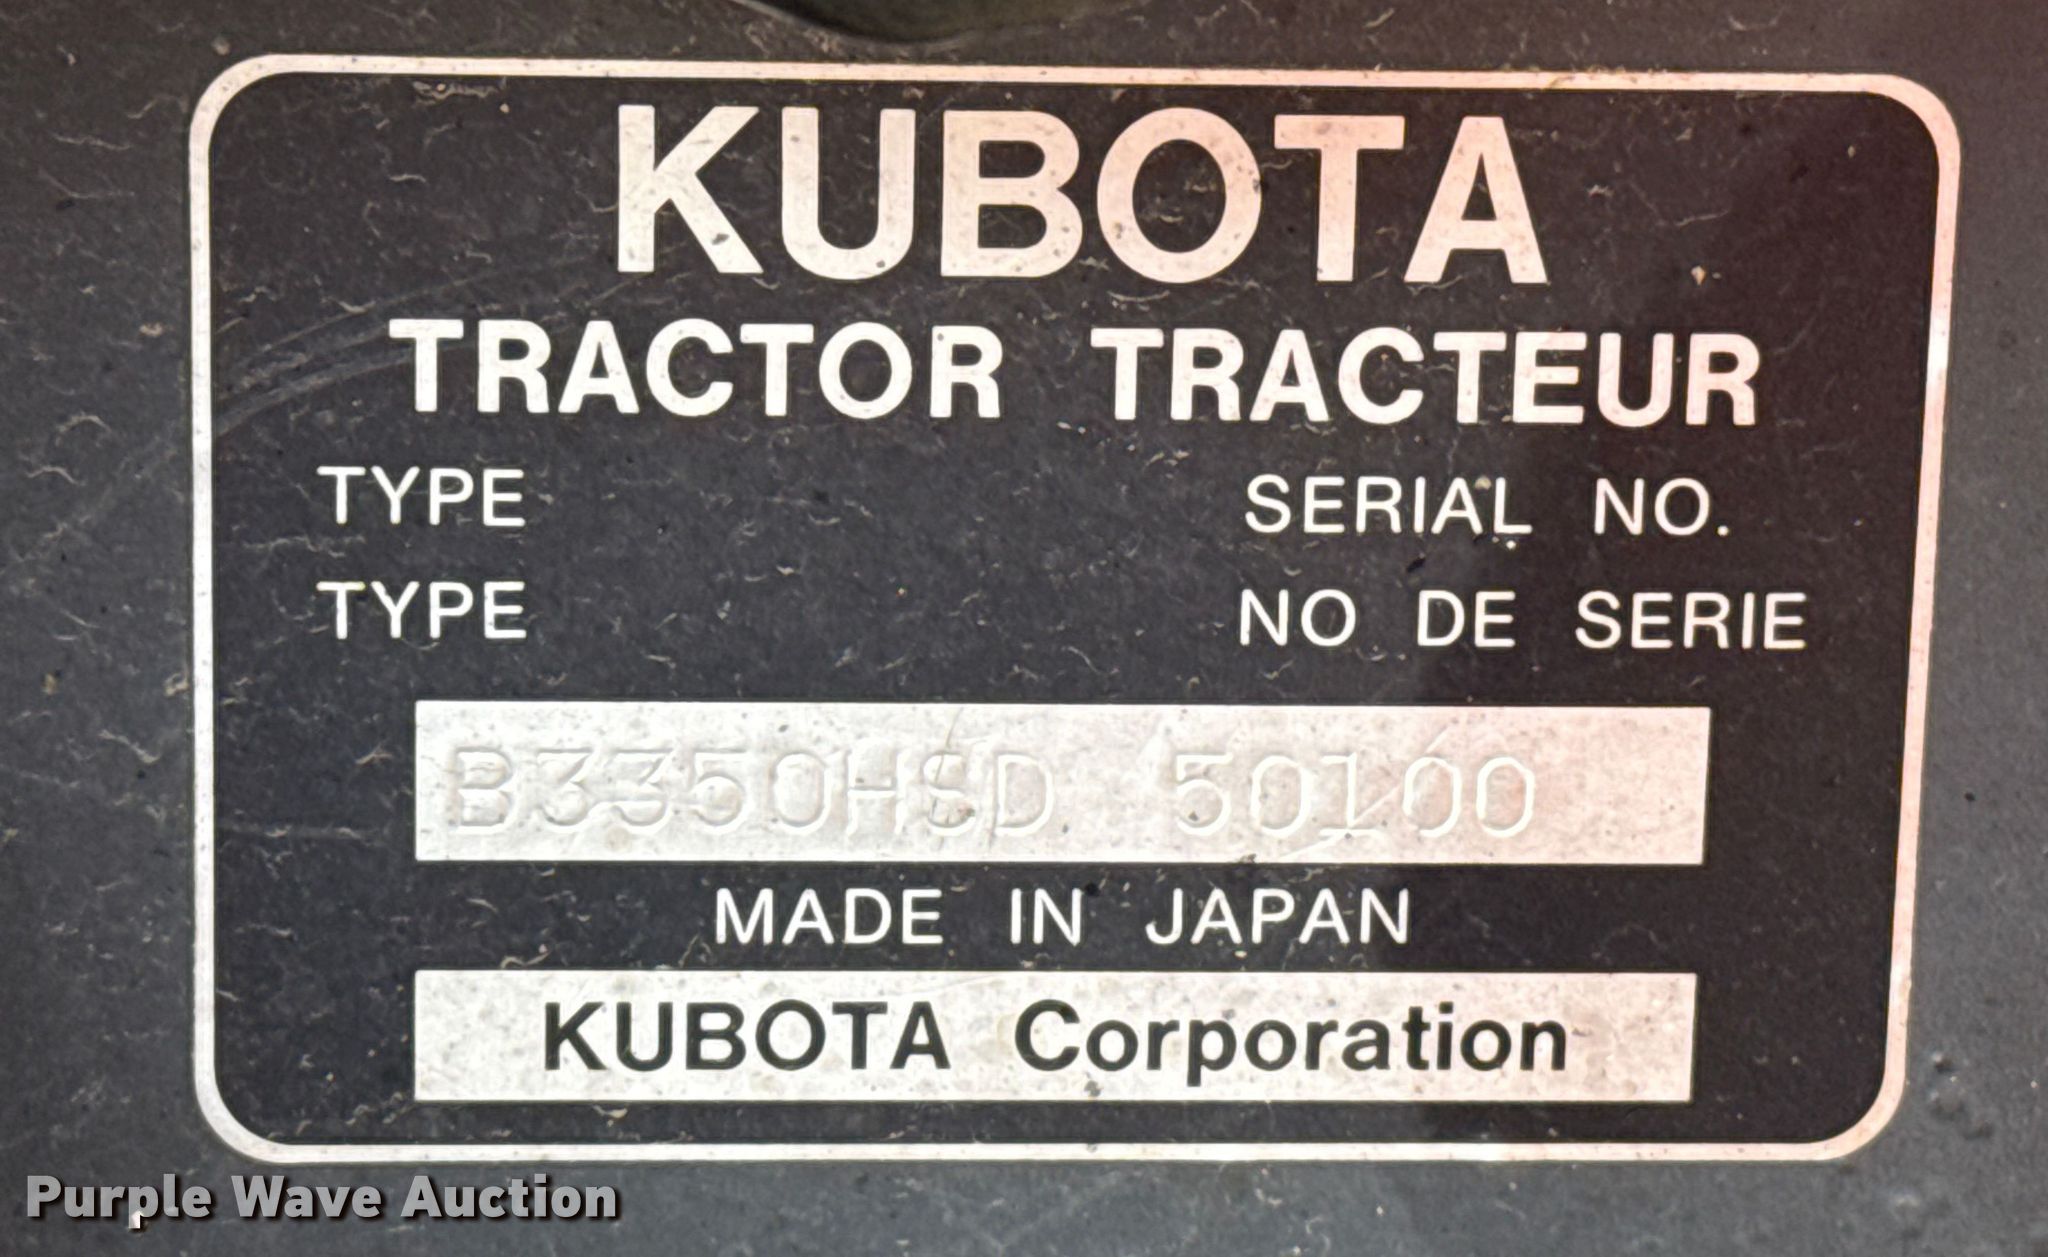 KUBOTA
TRACTOR TRACTEUR
TYPE SERIAL NO.
TYPE NO DE SERIE
B3350HSD 50100
MADE IN JAPAN
KUBOTA Corporation
Purple Wave Auction